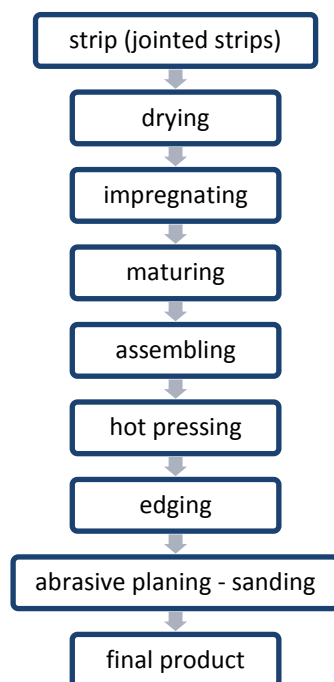 strip (jointed strips)
drying
impregnating
maturing
assembling
hot pressing
edging
abrasive planing - sanding
final product